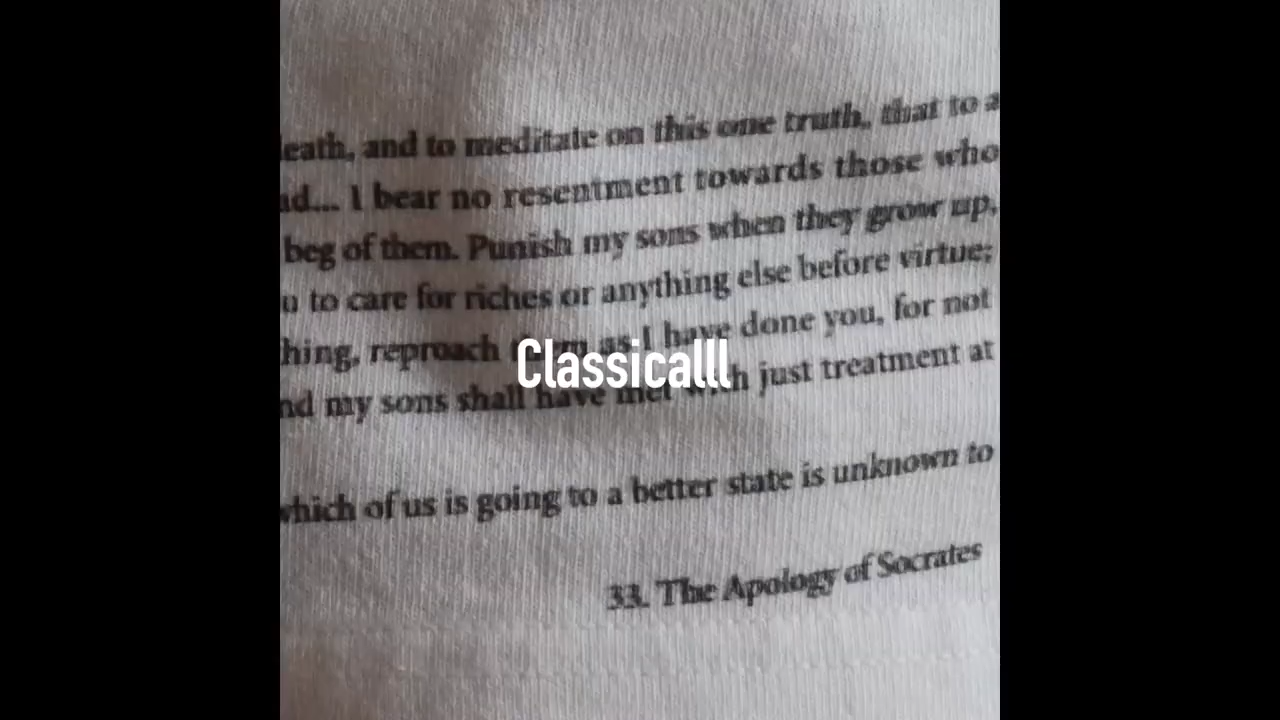 death, and to meditate on this one truth, that to a
ad... I bear no resentment towards those who
beg of them. Punish my sons when they grow up,
u to care for riches or anything else before virtue;
hing, reproach them as I have done you, for not
nd my sons shall have met with just treatment at
which of us is going to a better state is unknown to
33. The Apology of Socrates
Classicalll